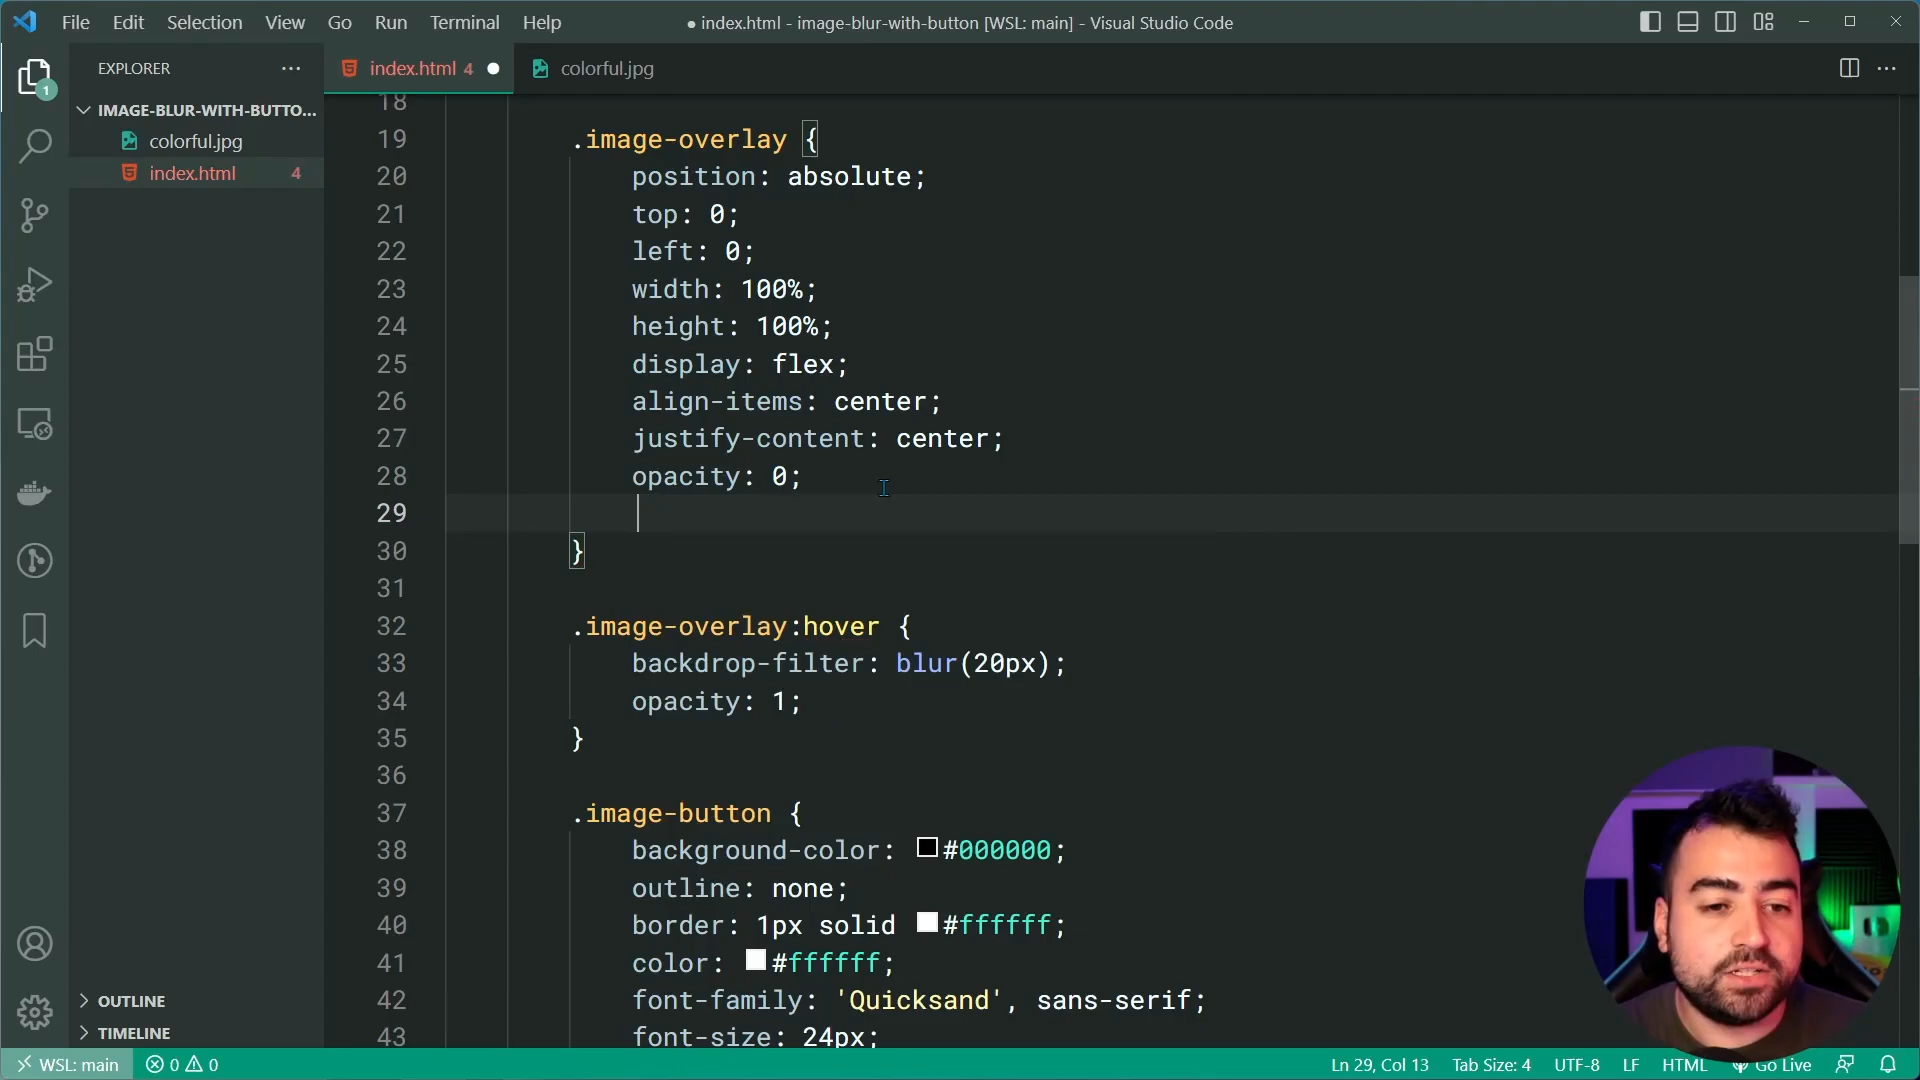 File Edit Selection View Go Run Terminal Help
● index.html - image-blur-with-button [WSL: main] - Visual Studio Code
EXPLORER
index.html 4
colorful.jpg
1
IMAGE-BLUR-WITH-BUTTO...
colorful.jpg
index.html 4
18
19 .image-overlay {
20 position: absolute;
21 top: 0;
22 left: 0;
23 width: 100%;
24 height: 100%;
25 display: flex;
26 align-items: center;
27 justify-content: center;
28 opacity: 0;
29
30 }
31
32 .image-overlay:hover {
33 backdrop-filter: blur(20px);
34 opacity: 1;
35 }
36
37 .image-button {
38 background-color: #000000;
39 outline: none;
40 border: 1px solid #ffffff;
41 color: #ffffff;
42 font-family: 'Quicksand', sans-serif;
43 font-size: 24px;
OUTLINE
TIMELINE
WSL: main 0 0 Ln 29, Col 13 Tab Size: 4 UTF-8 LF HTML Go Live